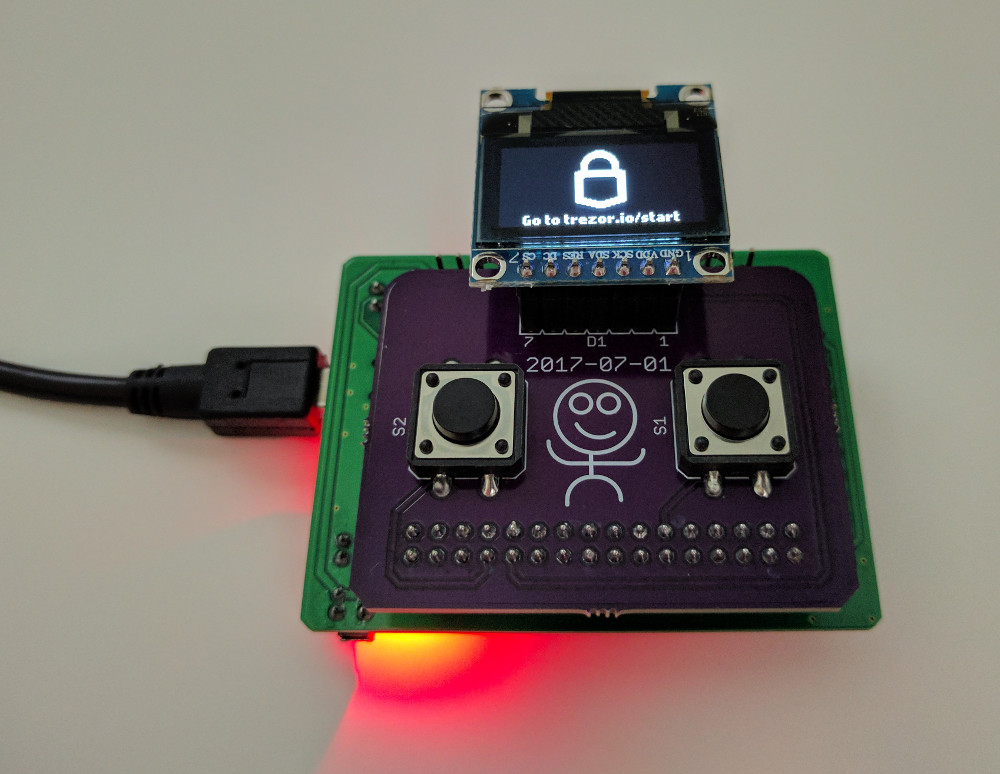 Go to trezor.io/start
7 CS DC RES SDA SCK VDD GND 1
7 D1 1
2017-07-01
S2
S1